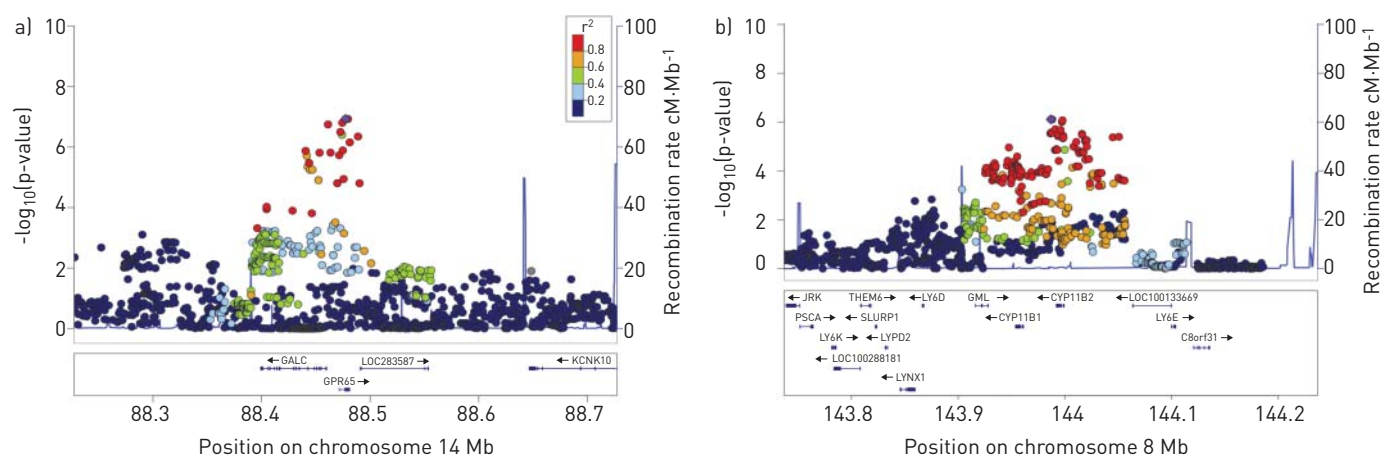 a)
10
8
6
4
2
0
-log10(p-value)
r2
0.8
0.6
0.4
0.2
100
80
60
40
20
0
Recombination rate cM·Mb-1
GALC
LOC283587
KCNK10
GPR65
88.3 88.4 88.5 88.6 88.7
Position on chromosome 14 Mb
b)
10
8
6
4
2
0
-log10(p-value)
100
80
60
40
20
0
Recombination rate cM·Mb-1
JRK THEM6 LY6D GML CYP11B2 LOC100133669
PSCA SLURP1 CYP11B1 LY6E
LY6K LYPD2 C8orf31
LOC100288181
LYNX1
143.8 143.9 144 144.1 144.2
Position on chromosome 8 Mb